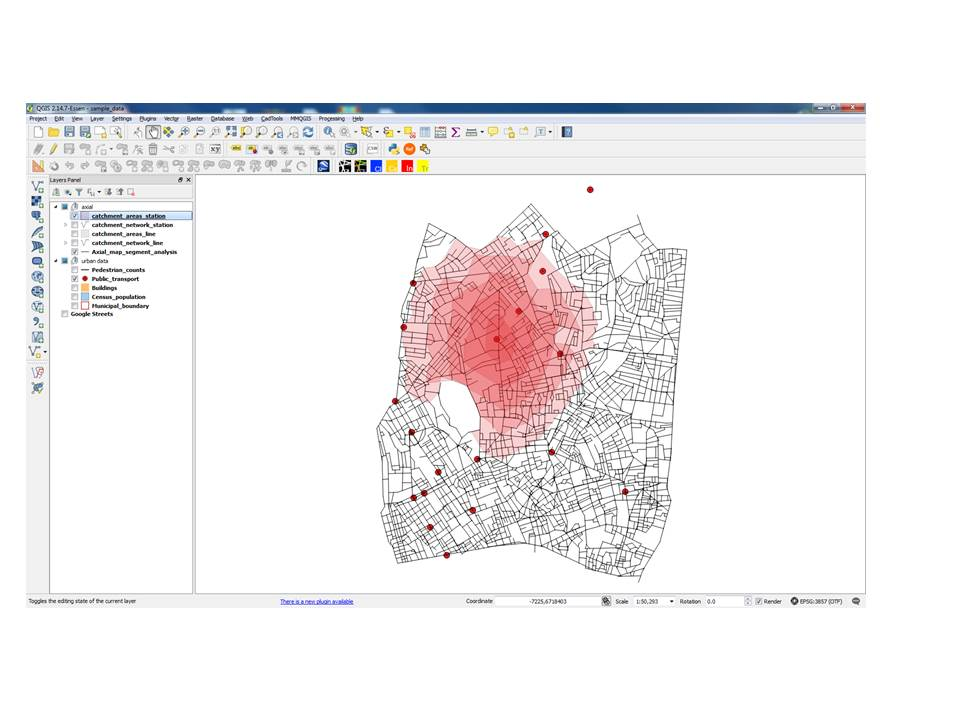 QGIS 2.14.7-Essen - sample_data
Project Edit View Layer Settings Plugins Vector Raster Database Web CadTools MMQGIS Processing Help
Layers Panel
axial
catchment_areas_station
catchment_network_station
catchment_areas_line
catchment_network_line
Axial_map_segment_analysis
urban data
Pedestrian_counts
Public_transport
Buildings
Census_population
Municipal_boundary
Google Streets
Toggles the editing state of the current layer There is a new plugin available Coordinate -7225,6718403 Scale 1:50,293 Rotation 0.0 Render EPSG:3857 (OTF)